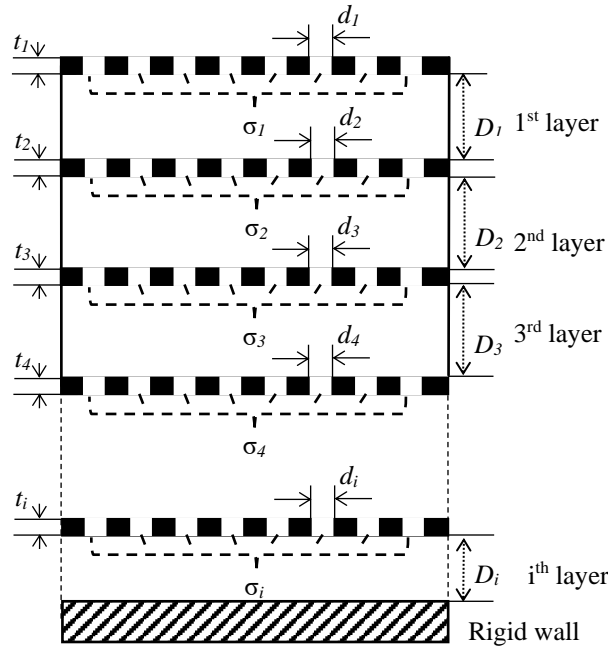 t₁ d₁
σ₁ D₁ 1ˢᵗ layer
t₂ d₂
σ₂ D₂ 2ⁿᵈ layer
t₃ d₃
σ₃ D₃ 3ʳᵈ layer
t₄ d₄
σ₄
tᵢ dᵢ
σᵢ Dᵢ iᵗʰ layer
Rigid wall